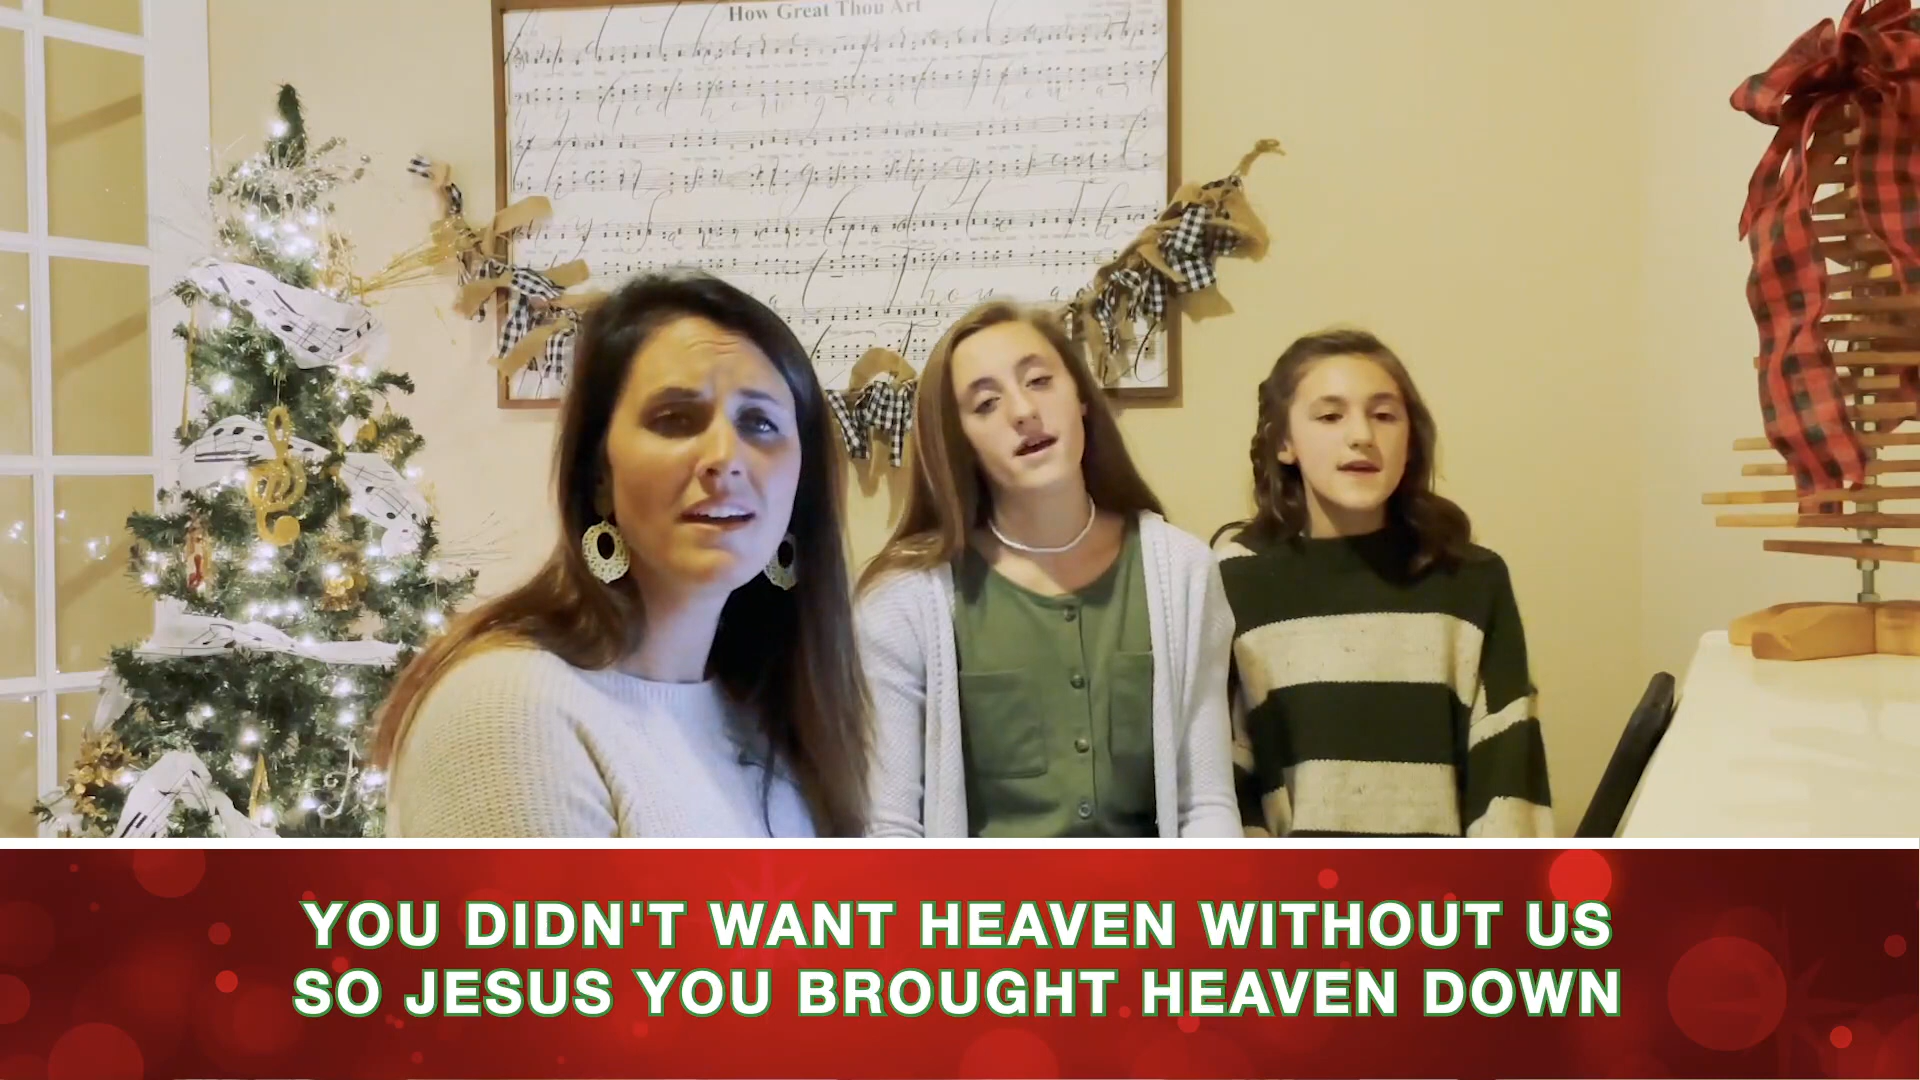 How Great Thou Art
YOU DIDN'T WANT HEAVEN WITHOUT US
SO JESUS YOU BROUGHT HEAVEN DOWN